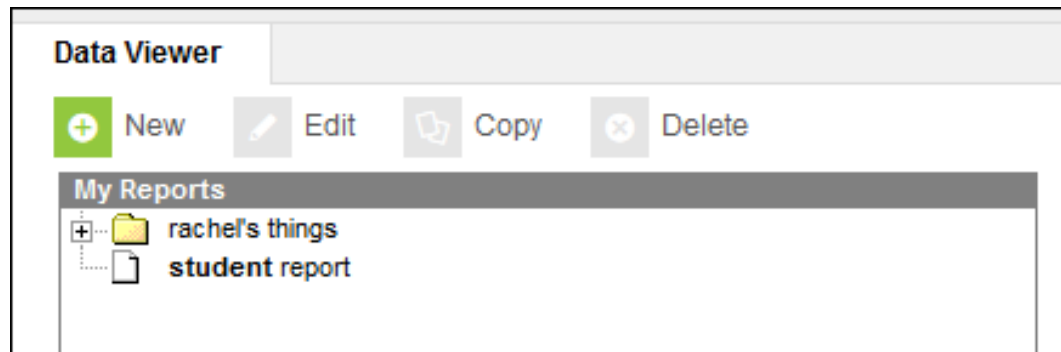 Data Viewer
New Edit Copy Delete
My Reports
rachel's things
student report